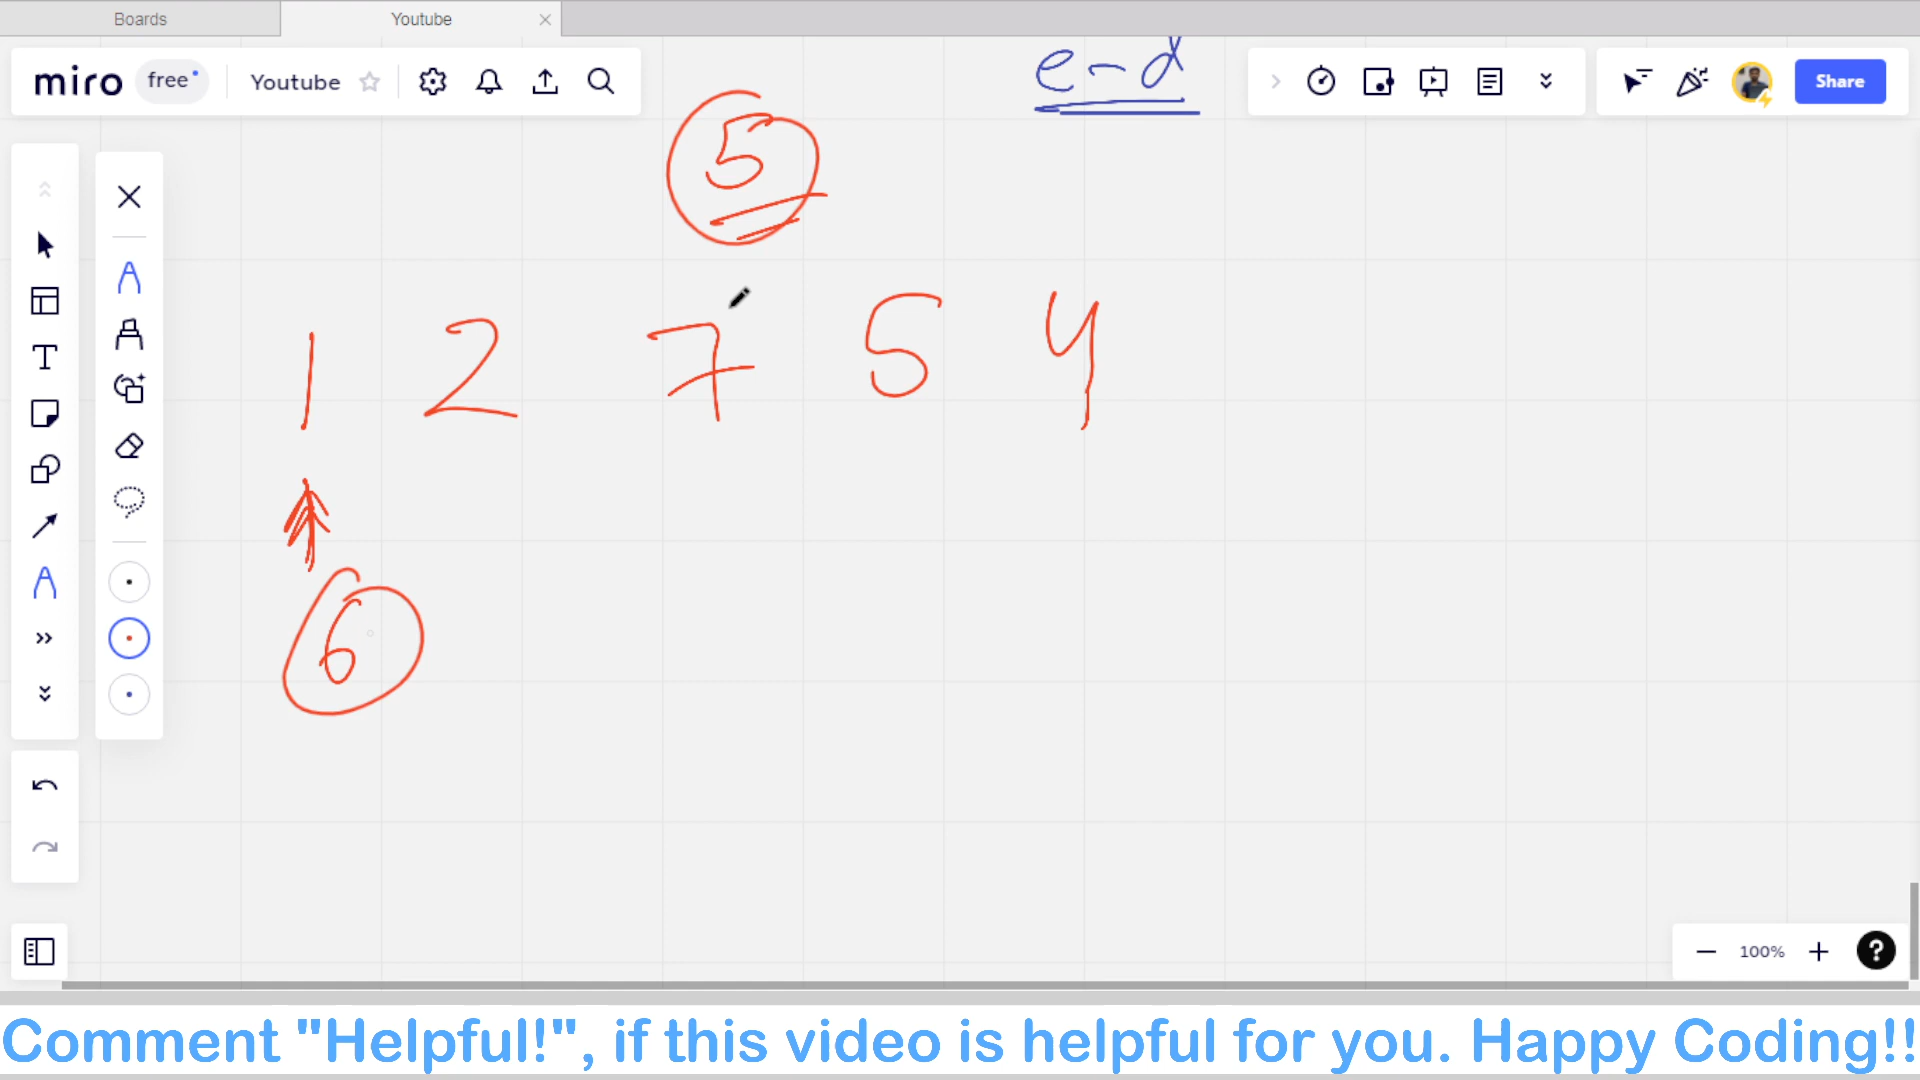 Boards
Youtube
miro free Youtube
e-d
Share
5
1 2 7 5 4
6
100%
Comment "Helpful!", if this video is helpful for you. Happy Coding!!